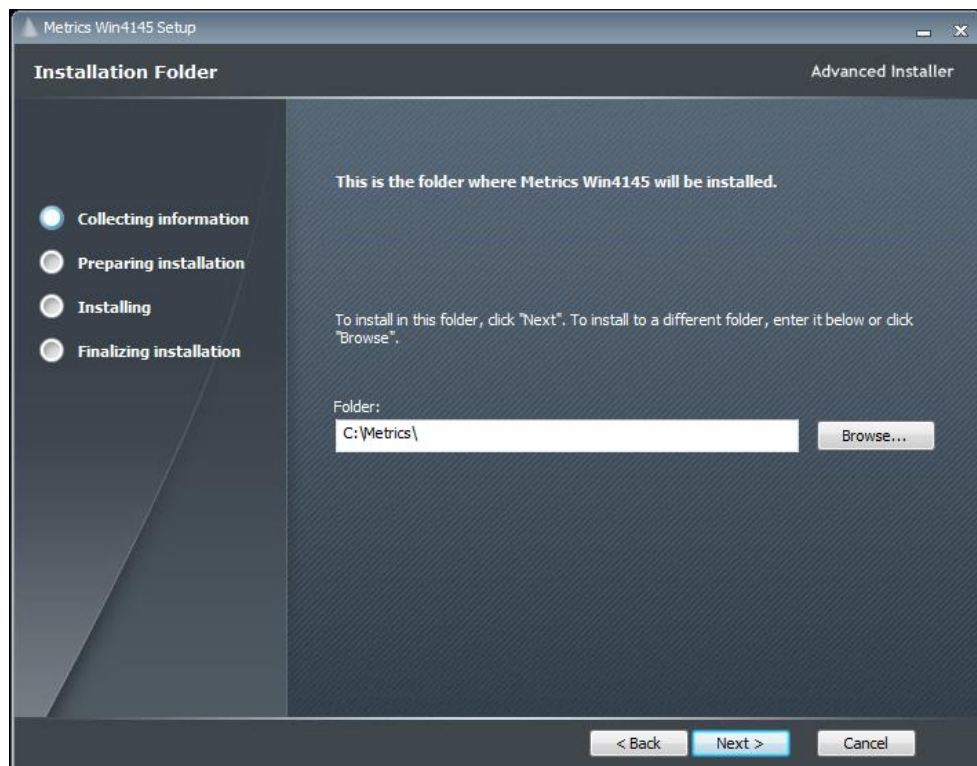 Metrics Win4145 Setup
Installation Folder
Advanced Installer
This is the folder where Metrics Win4145 will be installed.
Collecting information
Preparing installation
Installing
Finalizing installation
To install in this folder, click "Next". To install to a different folder, enter it below or click
"Browse".
Folder:
C:\Metrics\
Browse...
< Back
Next >
Cancel